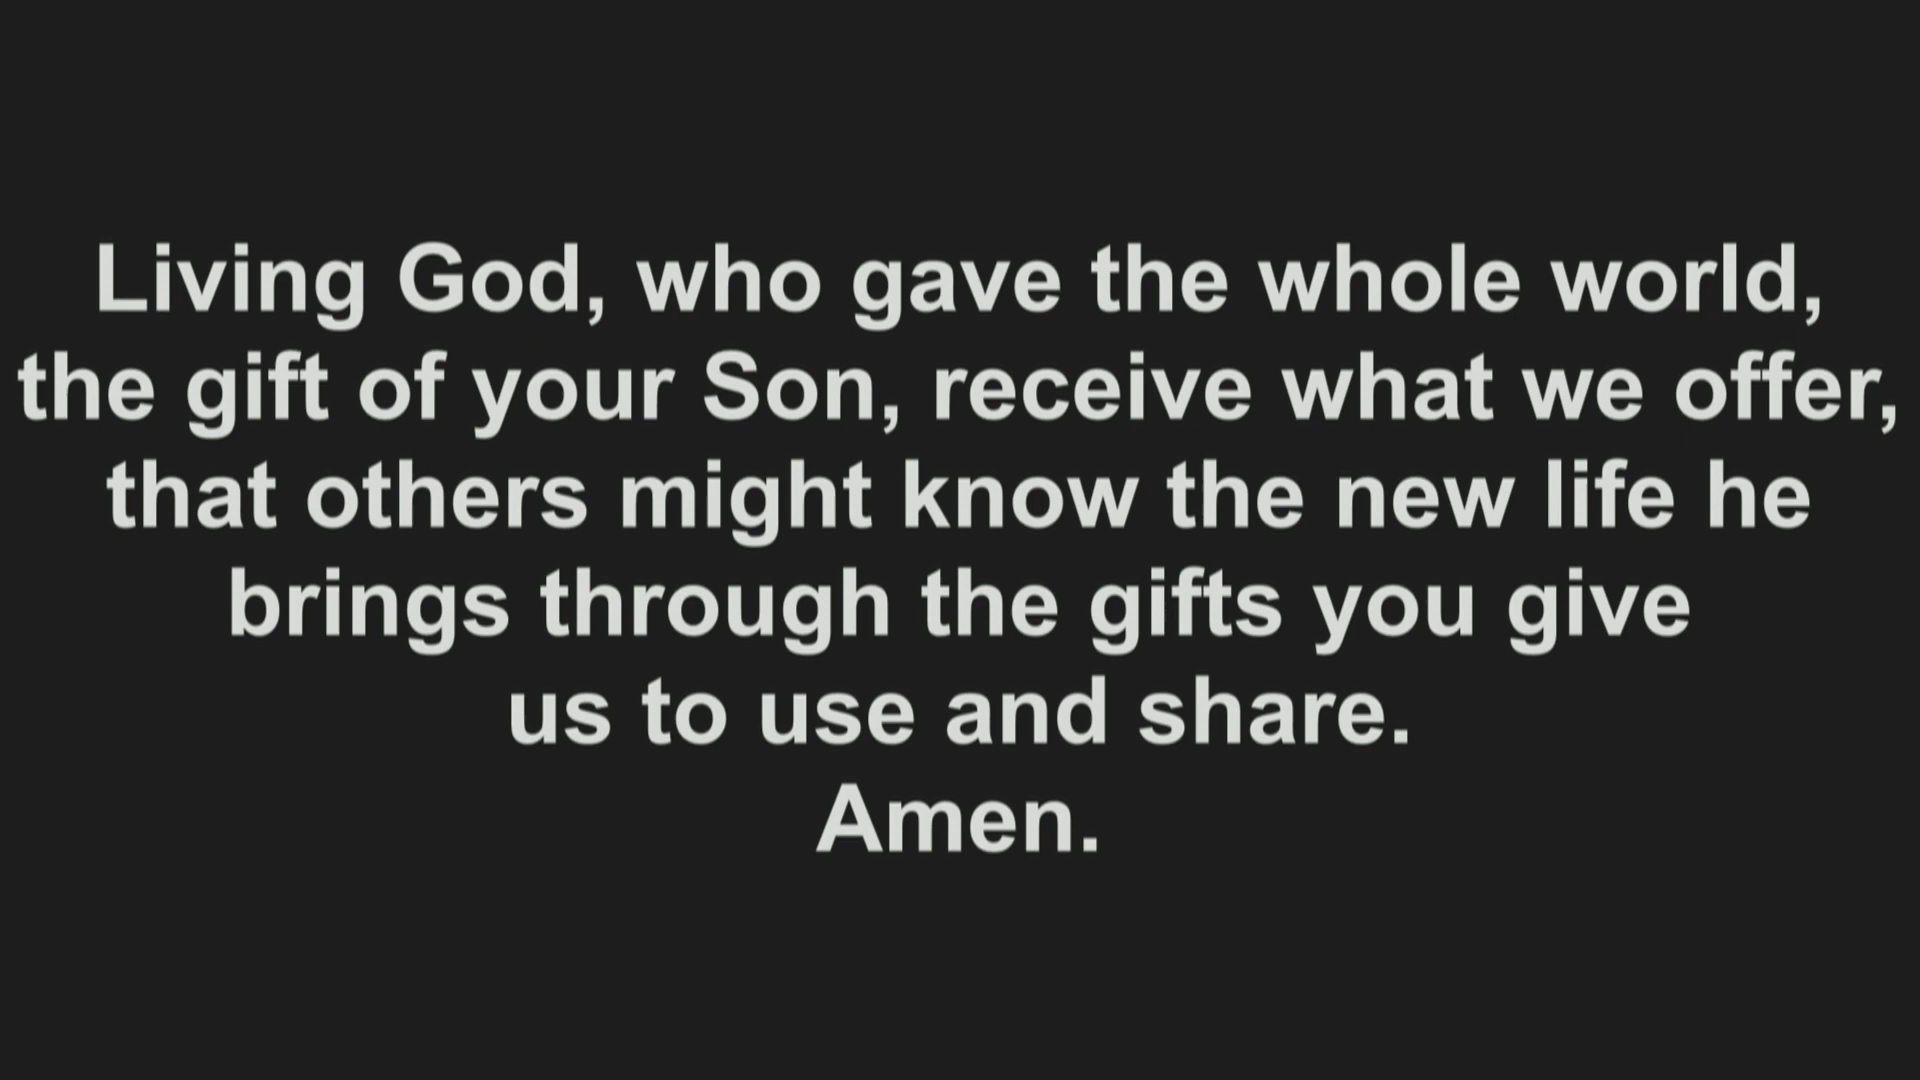 Living God, who gave the whole world,
the gift of your Son, receive what we offer,
that others might know the new life he
brings through the gifts you give
us to use and share.
Amen.